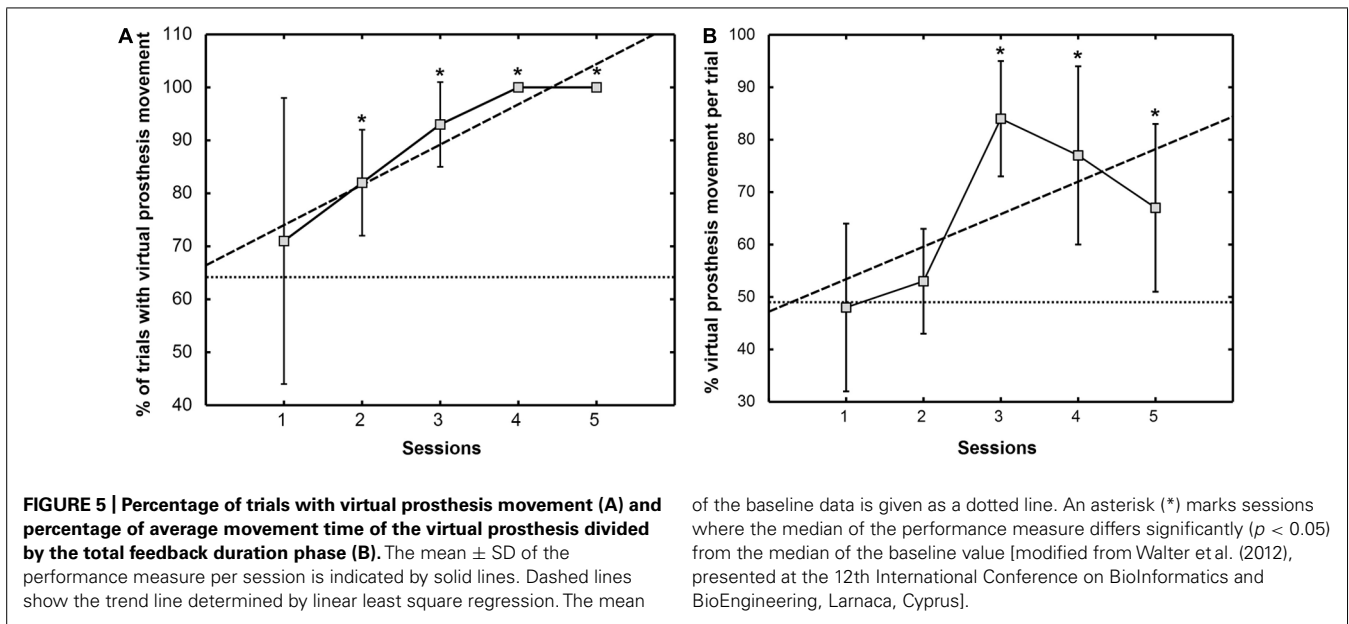 A
% of trials with virtual prosthesis movement
110
100
90
80
70
60
50
40
*
*
*
*
1 2 3 4 5
Sessions
B
% virtual prosthesis movement per trial
100
90
80
70
60
50
40
30
*
*
*
1 2 3 4 5
Sessions
FIGURE 5 | Percentage of trials with virtual prosthesis movement (A) and
percentage of average movement time of the virtual prosthesis divided
by the total feedback duration phase (B). The mean ± SD of the
performance measure per session is indicated by solid lines. Dashed lines
show the trend line determined by linear least square regression. The mean
of the baseline data is given as a dotted line. An asterisk (*) marks sessions
where the median of the performance measure differs significantly (p < 0.05)
from the median of the baseline value [modified from Walter et al. (2012),
presented at the 12th International Conference on BioInformatics and
BioEngineering, Larnaca, Cyprus].